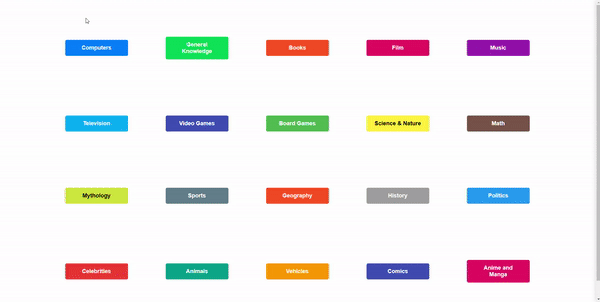 Computers
General
Knowledge
Books
Film
Music
Television
Video Games
Board Games
Science & Nature
Math
Mythology
Sports
Geography
History
Politics
Celebrities
Animals
Vehicles
Comics
Anime and
Manga